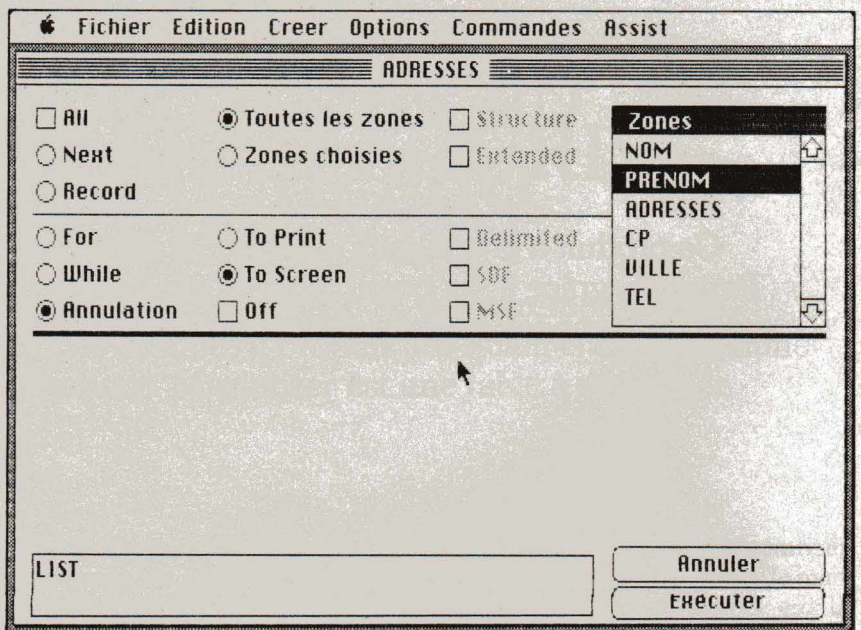 Fichier Edition Creer Options Commandes Assist
ADRESSES
All
Next
Record
Toutes les zones
Zones choisies
Structure
Extended
For
While
Annulation
To Print
To Screen
Off
Delimited
SDF
MSF
Zones
NOM
PRENOM
ADRESSES
CP
VILLE
TEL
LIST
Annuler
Executer